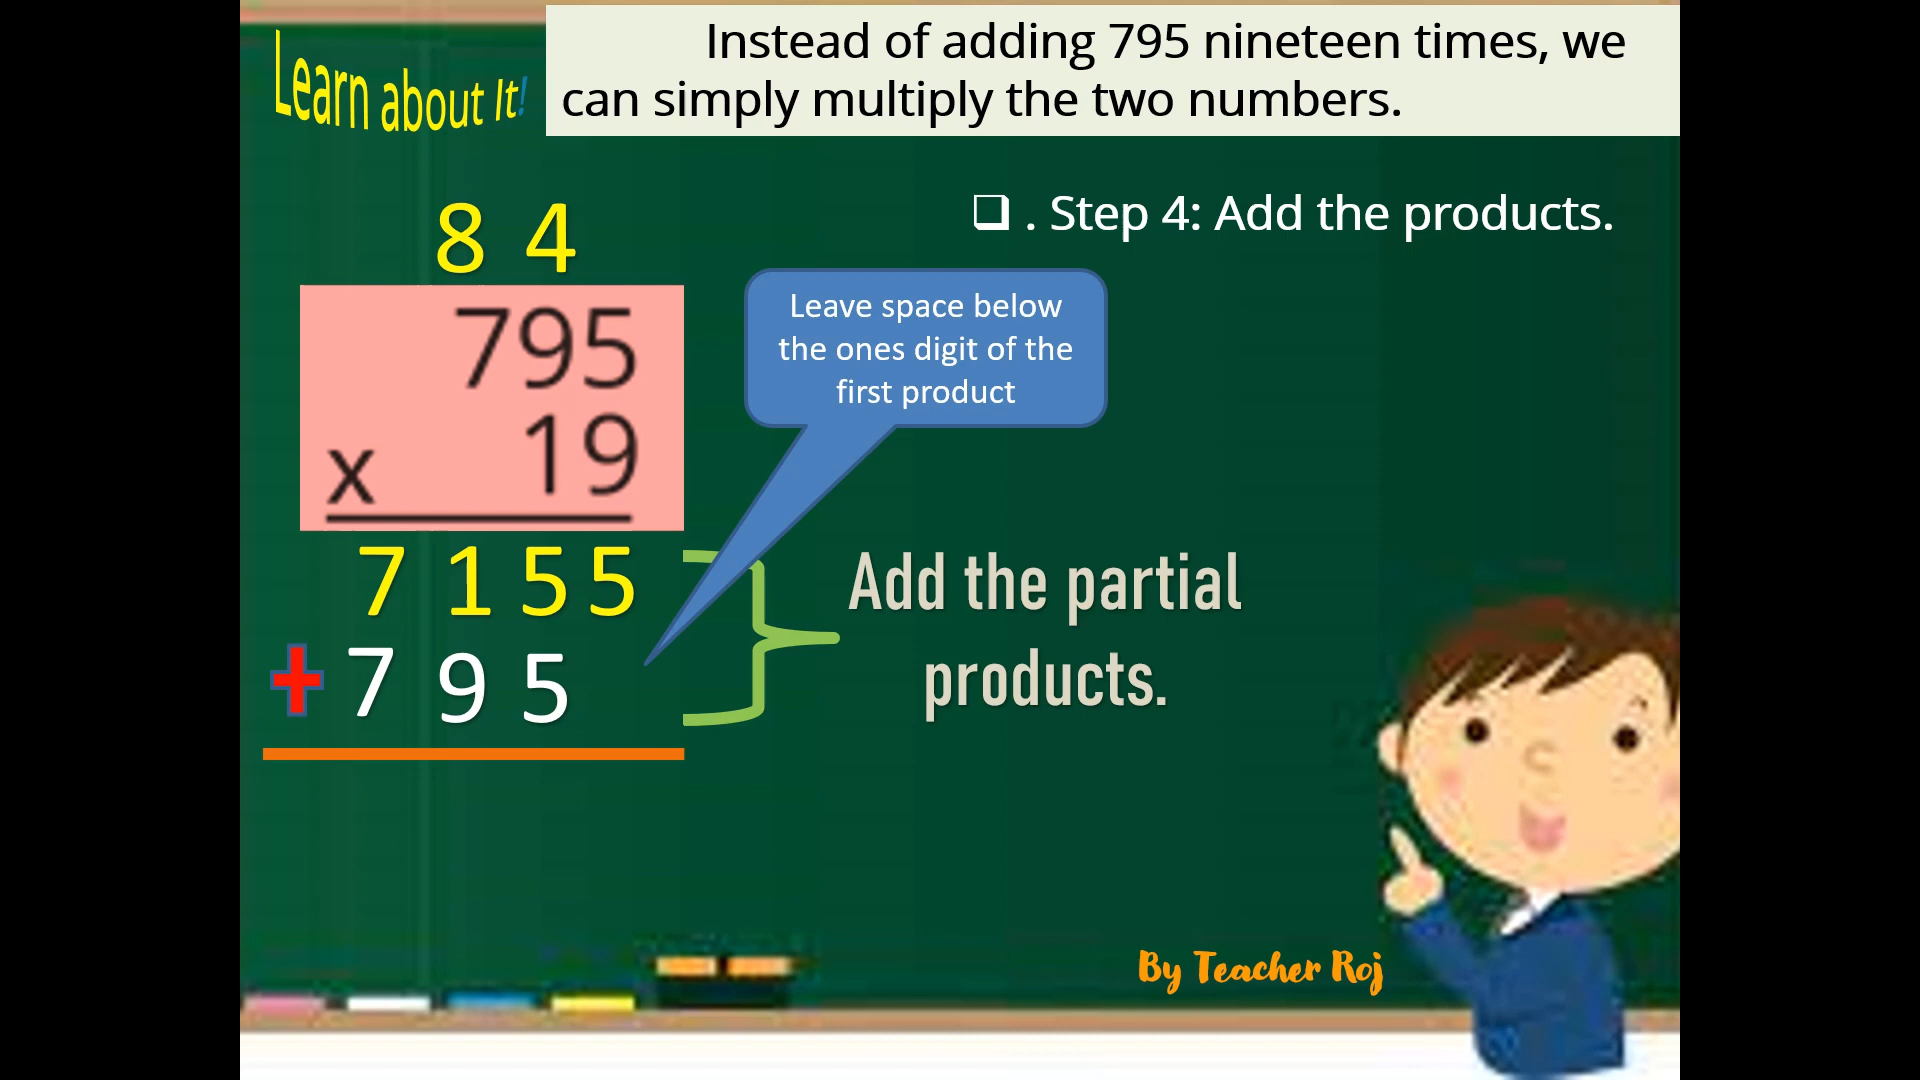 Learn about It!
Instead of adding 795 nineteen times, we
can simply multiply the two numbers.
❑ . Step 4: Add the products.
8 4
795
x 19
7 1 5 5
+ 7 9 5
Leave space below
the ones digit of the
first product
Add the partial
products.
By Teacher Roj